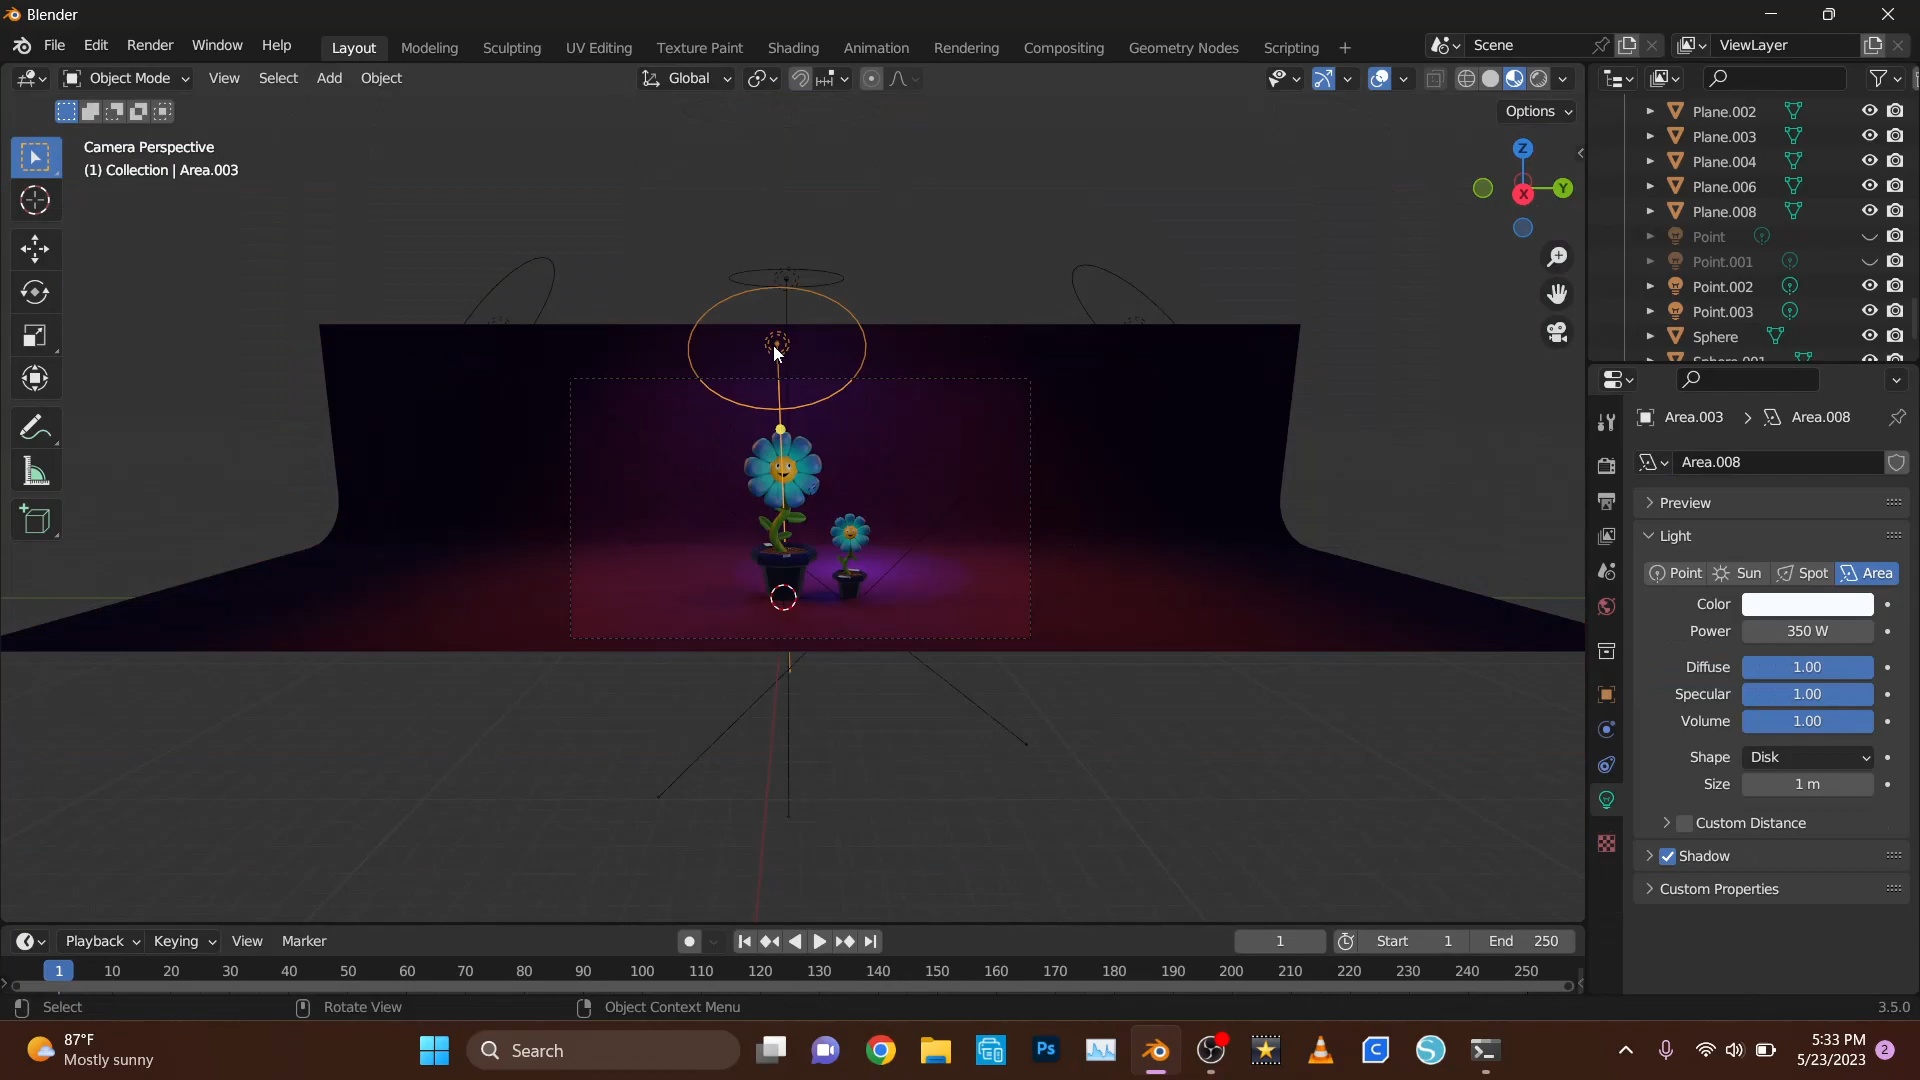 Blender
File Edit Render Window Help Layout Modeling Sculpting UV Editing Texture Paint Shading Animation Rendering Compositing Geometry Nodes Scripting + Scene ViewLayer
Object Mode View Select Add Object Global
Options
Camera Perspective
(1) Collection | Area.003
Z
Y
X
Plane.002
Plane.003
Plane.004
Plane.006
Plane.008
Point
Point.001
Point.002
Point.003
Sphere
Sphere.001
Area.003 > Area.008
Area.008
Preview
Light
Point Sun Spot Area
Color
Power 350 W
Diffuse 1.00
Specular 1.00
Volume 1.00
Shape Disk
Size 1 m
Custom Distance
Shadow
Custom Properties
Playback Keying View Marker 1 Start 1 End 250
1 10 20 30 40 50 60 70 80 90 100 110 120 130 140 150 160 170 180 190 200 210 220 230 240 250
Select Rotate View Object Context Menu 3.5.0
87°F
Mostly sunny
Search
Ps
5:33 PM
5/23/2023
2